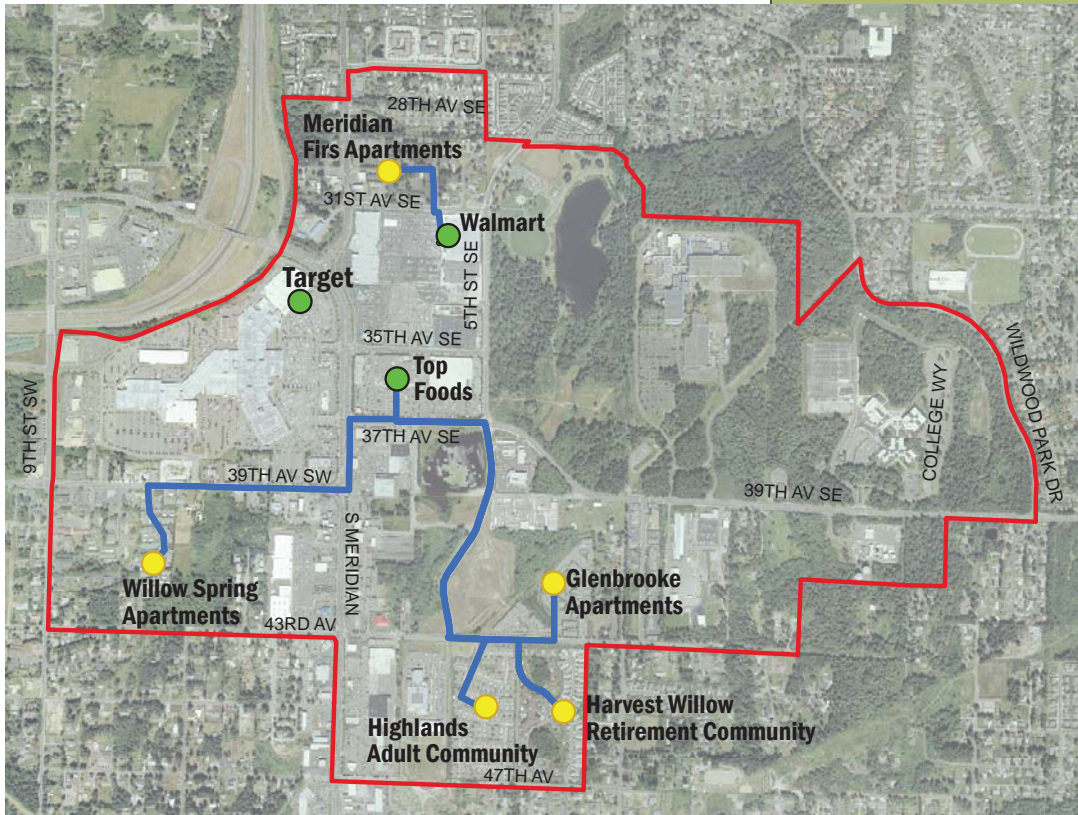 28TH AV SE
Meridian
Firs Apartments
31ST AV SE
Walmart
5TH ST SE
Target
35TH AV SE
Top
Foods
37TH AV SE
9TH ST SW
39TH AV SW
39TH AV SE
COLLEGE WY
WILDWOOD PARK DR
S MERIDIAN
Willow Spring
Apartments
Glenbrooke
Apartments
43RD AV
Highlands
Adult Community
Harvest Willow
Retirement Community
47TH AV